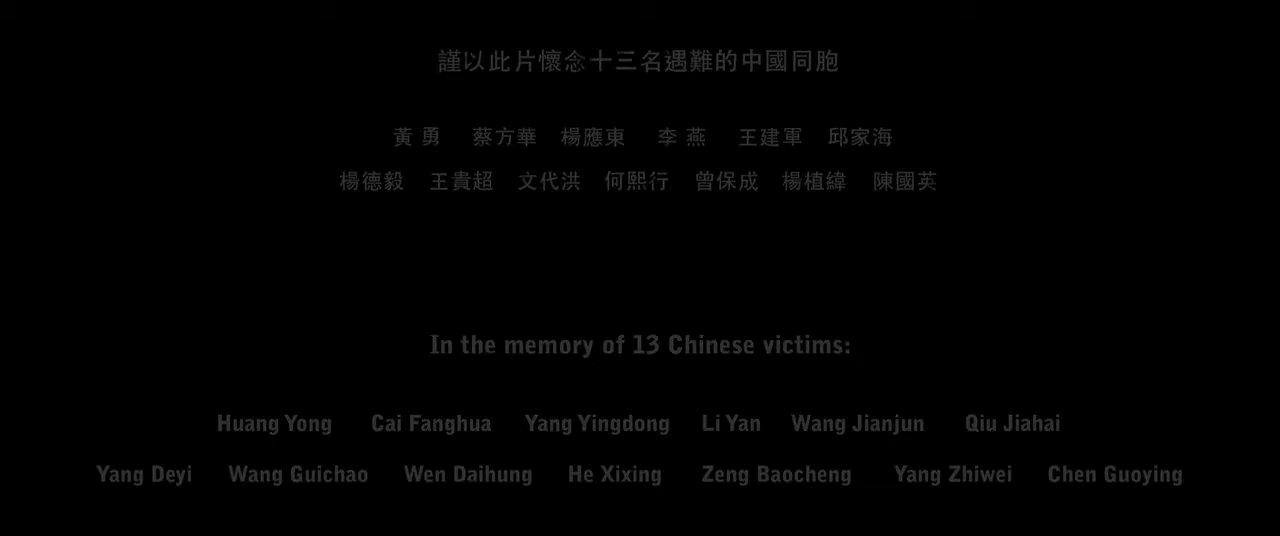 謹以此片懷念十三名遇難的中國同胞
黃勇 蔡方華 楊應東 李燕 王建軍 邱家海
楊德毅 王貴超 文代洪 何熙行 曾保成 楊植緯 陳國英
In the memory of 13 Chinese victims:
Huang Yong Cai Fanghua Yang Yingdong Li Yan Wang Jianjun Qiu Jiahai
Yang Deyi Wang Guichao Wen Daihung He Xixing Zeng Baocheng Yang Zhiwei Chen Guoying